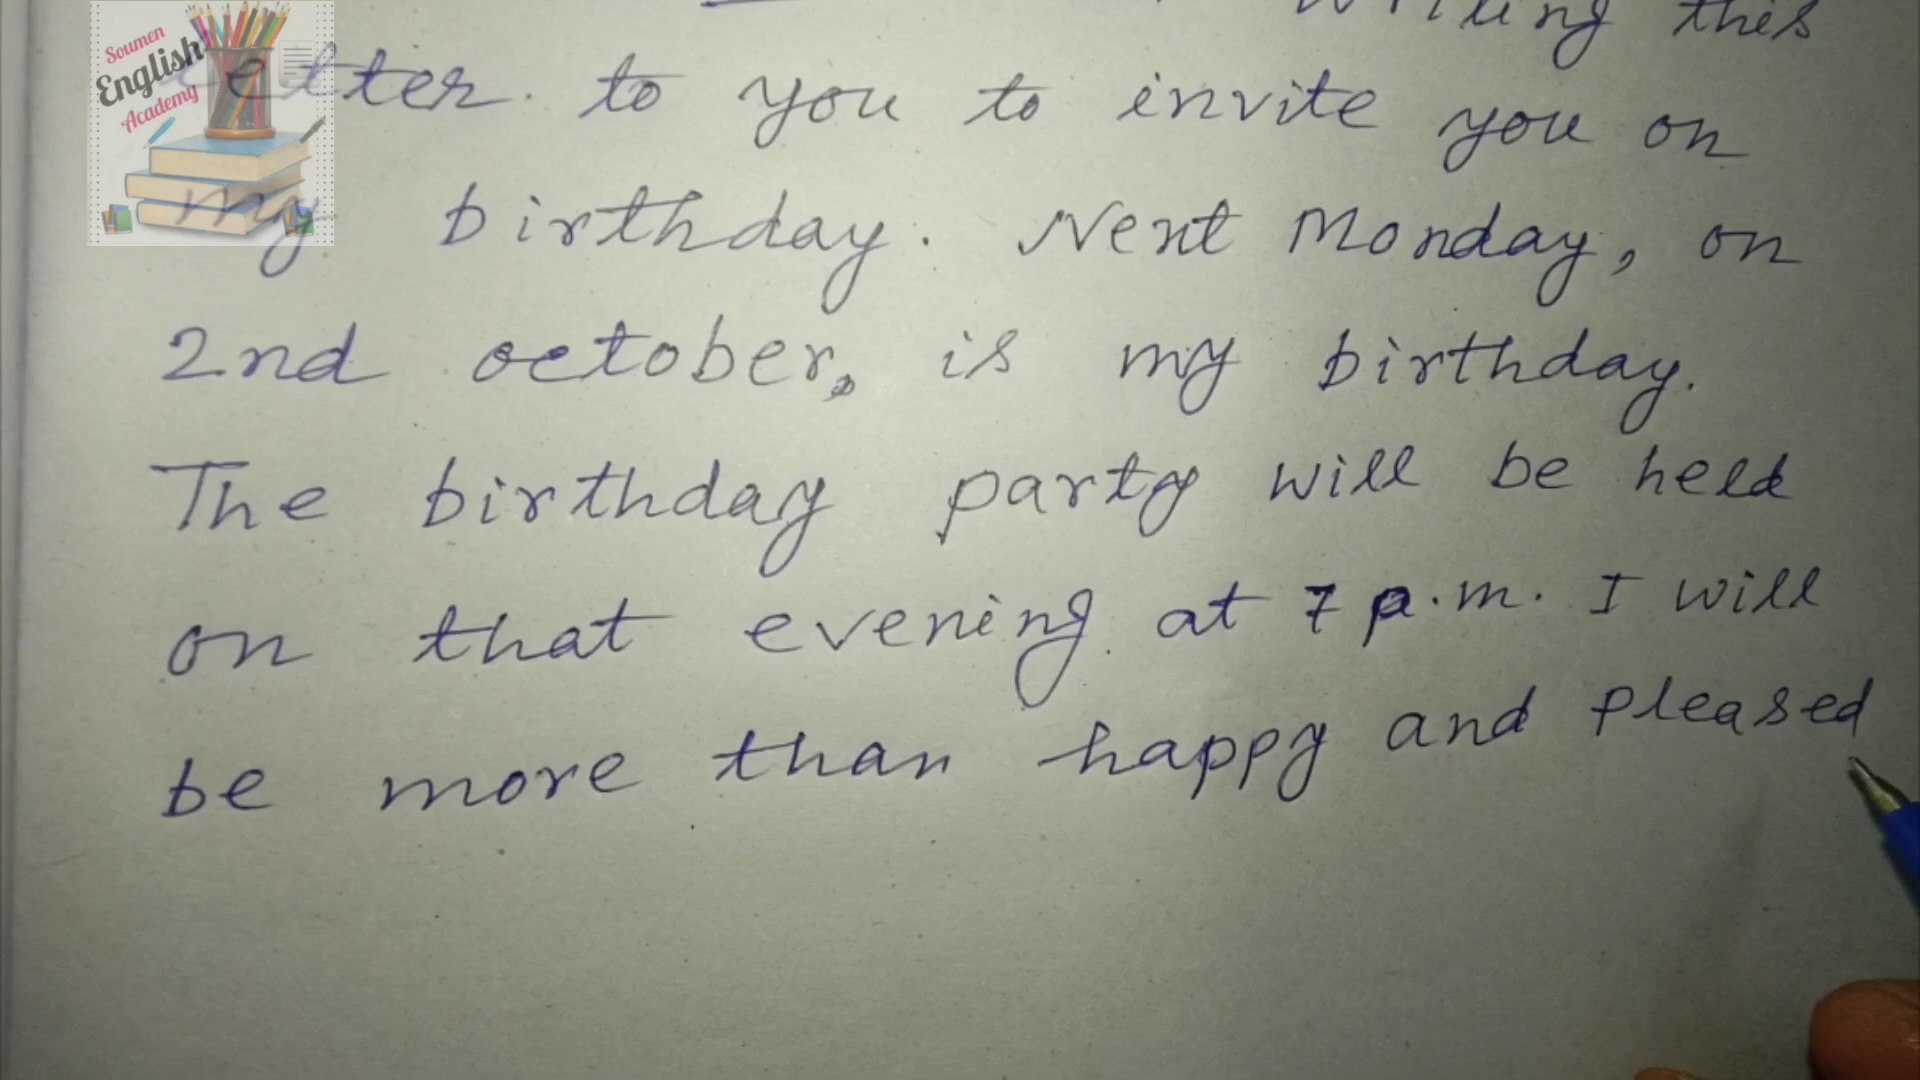 Soumen
English
Academy
writing this
letter to you to invite you on
my birthday. Next Monday, on
2nd october, is my birthday.
The birthday party will be held
on that evening at 7 p.m. I will
be more than happy and pleased